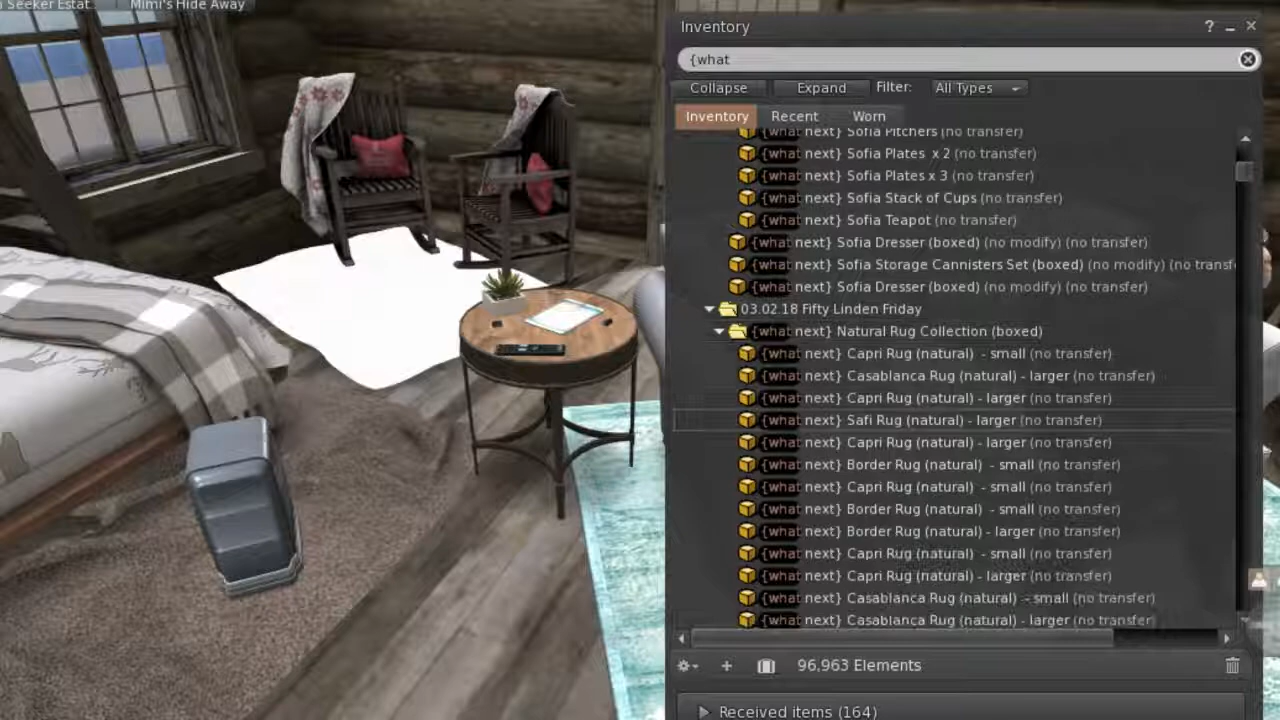 Seeker Estat..
Mimi's Hide Away
Inventory
?
{what
Collapse
Expand
Filter:
All Types
Inventory
Recent
Worn
{what next} Sofia Pitchers (no transfer)
{what next} Sofia Plates x 2 (no transfer)
{what next} Sofia Plates x 3 (no transfer)
{what next} Sofia Stack of Cups (no transfer)
{what next} Sofia Teapot (no transfer)
{what next} Sofia Dresser (boxed) (no modify) (no transfer)
{what next} Sofia Storage Cannisters Set (boxed) (no modify) (no transf
{what next} Sofia Dresser (boxed) (no modify) (no transfer)
03.02.18 Fifty Linden Friday
{what next} Natural Rug Collection (boxed)
{what next} Capri Rug (natural) - small (no transfer)
{what next} Casablanca Rug (natural) - larger (no transfer)
{what next} Capri Rug (natural) - larger (no transfer)
{what next} Safi Rug (natural) - larger (no transfer)
{what next} Capri Rug (natural) - larger (no transfer)
{what next} Border Rug (natural) - small (no transfer)
{what next} Capri Rug (natural) - small (no transfer)
{what next} Border Rug (natural) - small (no transfer)
{what next} Border Rug (natural) - larger (no transfer)
{what next} Capri Rug (natural) - small (no transfer)
{what next} Capri Rug (natural) - larger (no transfer)
{what next} Casablanca Rug (natural) - small (no transfer)
{what next} Casablanca Rug (natural) - larger (no transfer)
96,963 Elements
Received items (164)